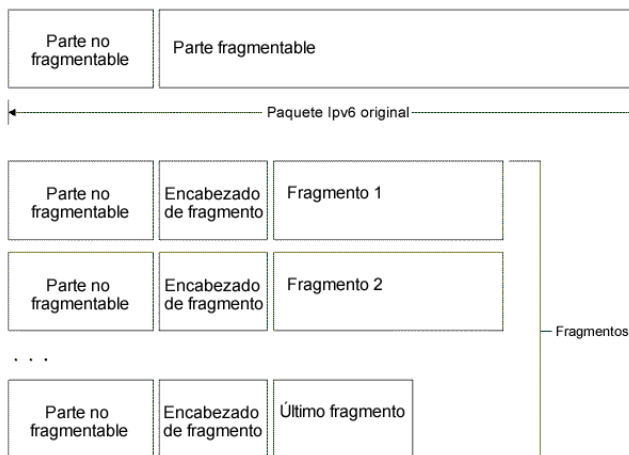 Parte no
fragmentable
Parte fragmentable
Paquete Ipv6 original
Parte no
fragmentable
Encabezado
de fragmento
Fragmento 1
Parte no
fragmentable
Encabezado
de fragmento
Fragmento 2
Fragmentos
. . .
Parte no
fragmentable
Encabezado
de fragmento
Último fragmento